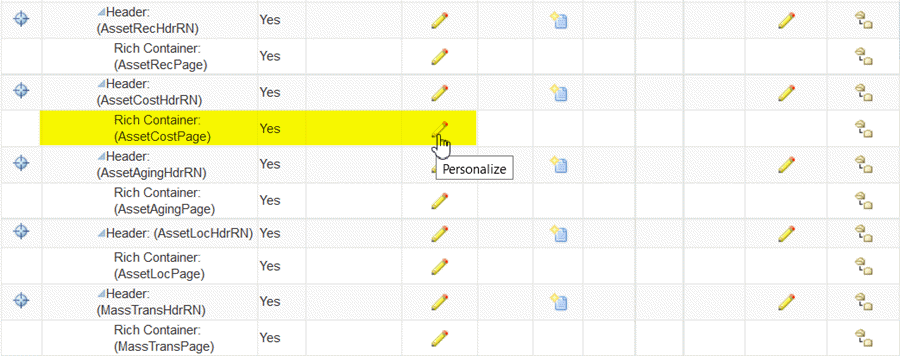 Header:
(AssetRecHdrRN)
Yes
Rich Container:
(AssetRecPage)
Yes
Header:
(AssetCostHdrRN)
Yes
Rich Container:
(AssetCostPage)
Yes
Personalize
Header:
(AssetAgingHdrRN)
Yes
Rich Container:
(AssetAgingPage)
Yes
Header: (AssetLocHdrRN) Yes
Rich Container:
(AssetLocPage)
Yes
Header:
(MassTransHdrRN)
Yes
Rich Container:
(MassTransPage)
Yes